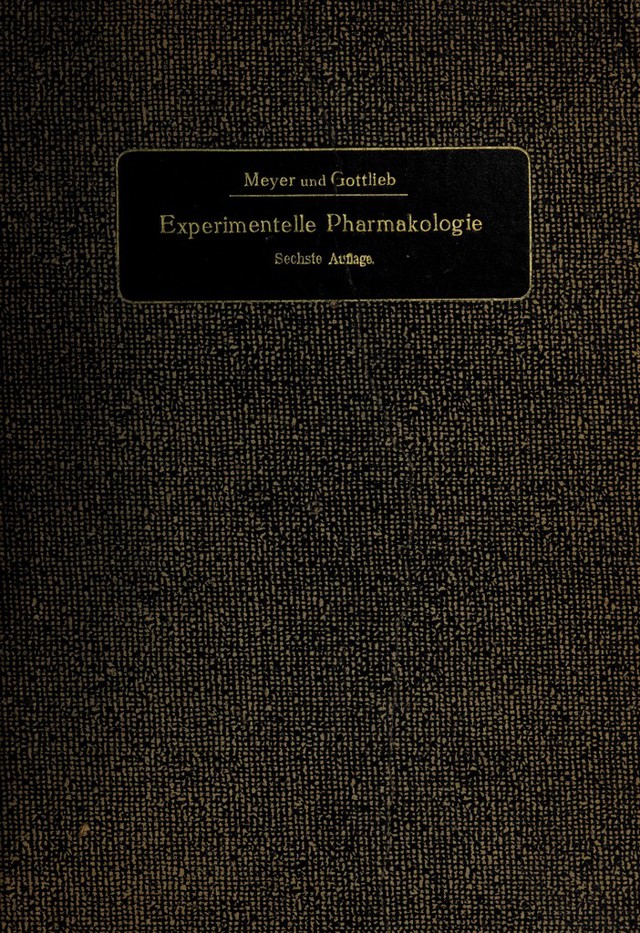 Meyer und Gottlieb
Experimentelle Pharmakologie
Sechste Auflage.